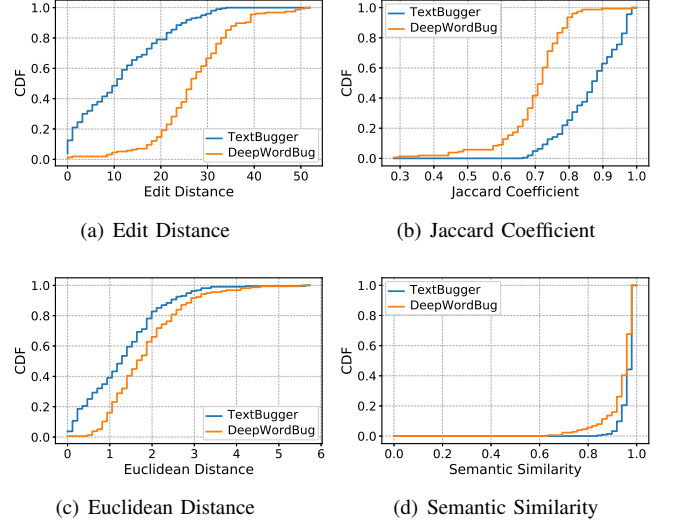 1.0
0.8
0.6
0.4
0.2
0.0
CDF
TextBugger
DeepWordBug
0 10 20 30 40 50
Edit Distance
(a) Edit Distance
TextBugger
DeepWordBug
1.0
0.8
0.6
0.4
0.2
0.0
CDF
0.3 0.4 0.5 0.6 0.7 0.8 0.9 1.0
Jaccard Coefficient
(b) Jaccard Coefficient
1.0
0.8
0.6
0.4
0.2
0.0
CDF
TextBugger
DeepWordBug
0 1 2 3 4 5 6
Euclidean Distance
(c) Euclidean Distance
TextBugger
DeepWordBug
1.0
0.8
0.6
0.4
0.2
0.0
CDF
0.0 0.2 0.4 0.6 0.8 1.0
Semantic Similarity
(d) Semantic Similarity